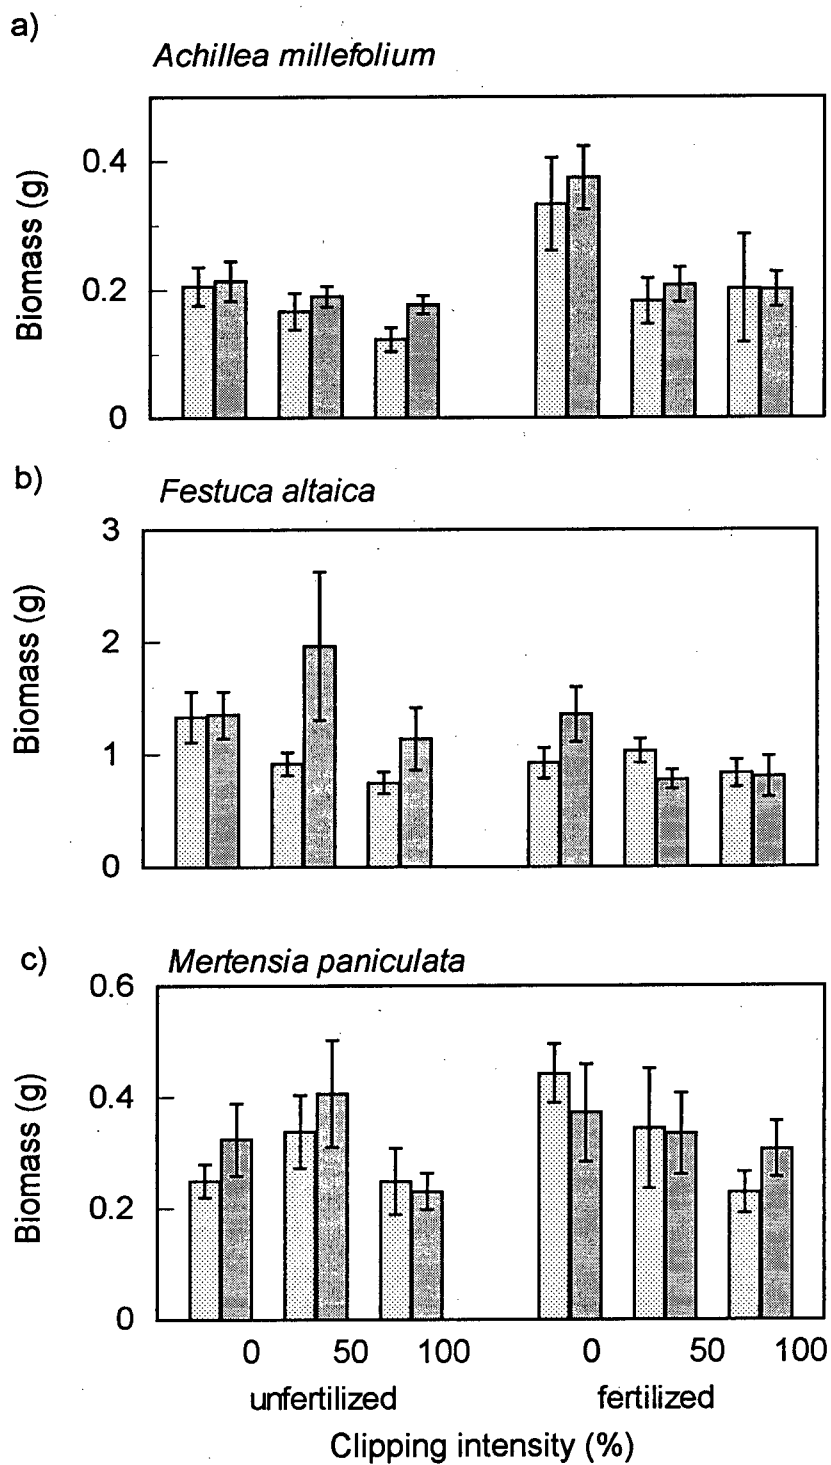 a)
Achillea millefolium
0.4
0.2
0
Biomass (g)
b)
Festuca altaica
3
2
1
0
Biomass (g)
c)
Mertensia paniculata
0.6
0.4
0.2
0
Biomass (g)
0 50 100 0 50 100
unfertilized fertilized
Clipping intensity (%)